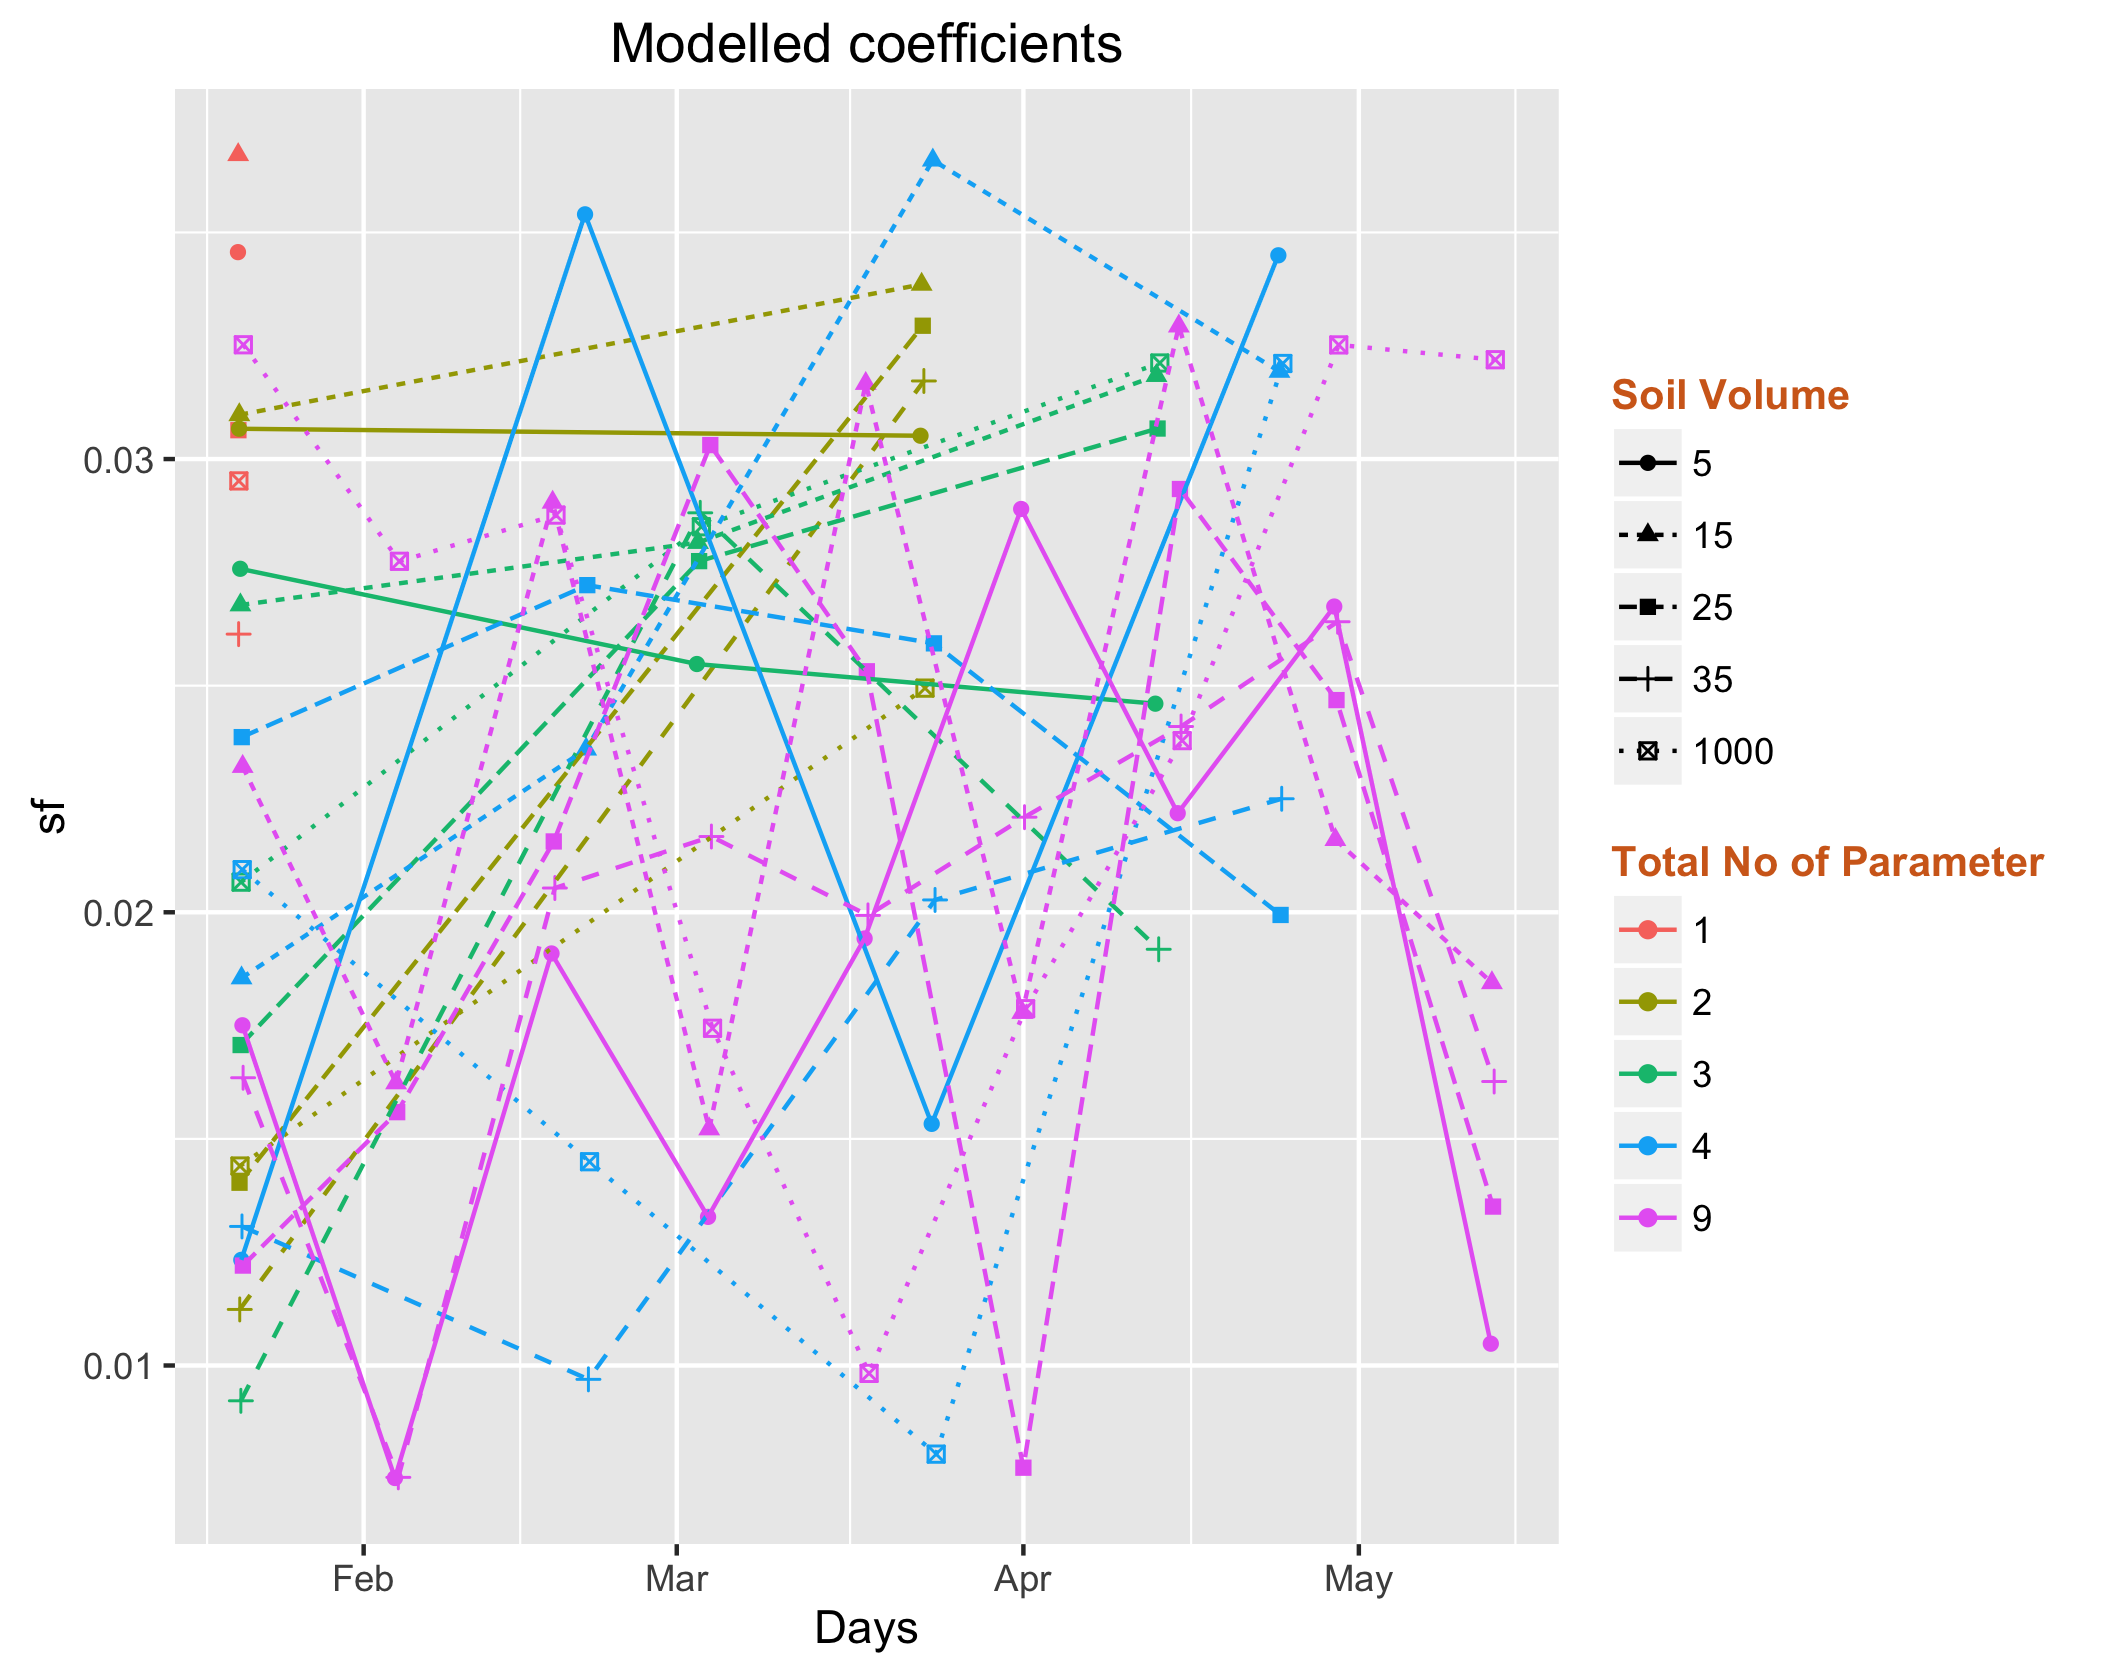 Modelled coefficients
sf
0.03
0.02
0.01
Feb
Mar
Apr
May
Days
Soil Volume
5
15
25
35
1000
Total No of Parameter
1
2
3
4
9